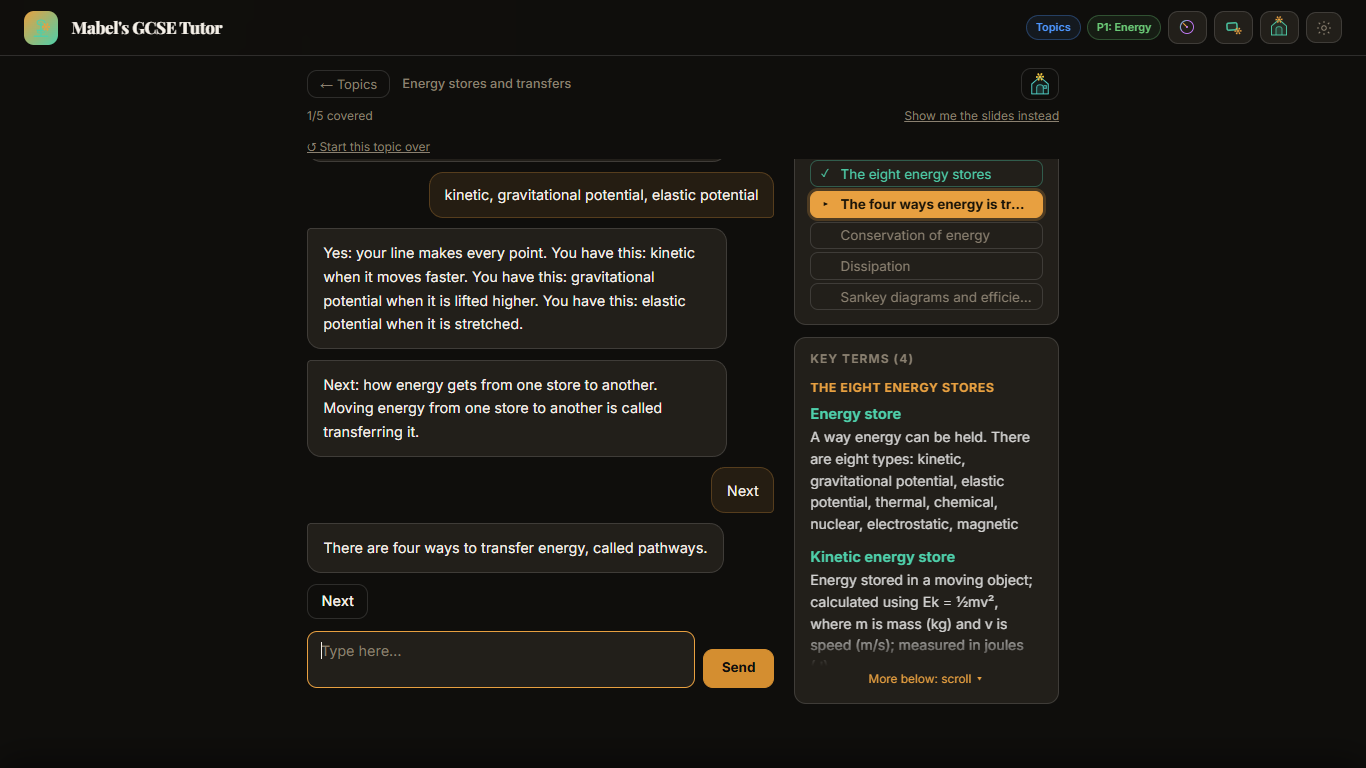 Mabel's GCSE Tutor
Topics
P1: Energy
← Topics
Energy stores and transfers
1/5 covered
Show me the slides instead
↺ Start this topic over
kinetic, gravitational potential, elastic potential
Yes: your line makes every point. You have this: kinetic
when it moves faster. You have this: gravitational
potential when it is lifted higher. You have this: elastic
potential when it is stretched.
Next: how energy gets from one store to another.
Moving energy from one store to another is called
transferring it.
Next
There are four ways to transfer energy, called pathways.
Next
Type here...
Send
✓ The eight energy stores
▸ The four ways energy is tr...
Conservation of energy
Dissipation
Sankey diagrams and efficie...
KEY TERMS (4)
THE EIGHT ENERGY STORES
Energy store
A way energy can be held. There
are eight types: kinetic,
gravitational potential, elastic
potential, thermal, chemical,
nuclear, electrostatic, magnetic
Kinetic energy store
Energy stored in a moving object;
calculated using Ek = ½mv²,
where m is mass (kg) and v is
speed (m/s); measured in joules
More below: scroll ▾